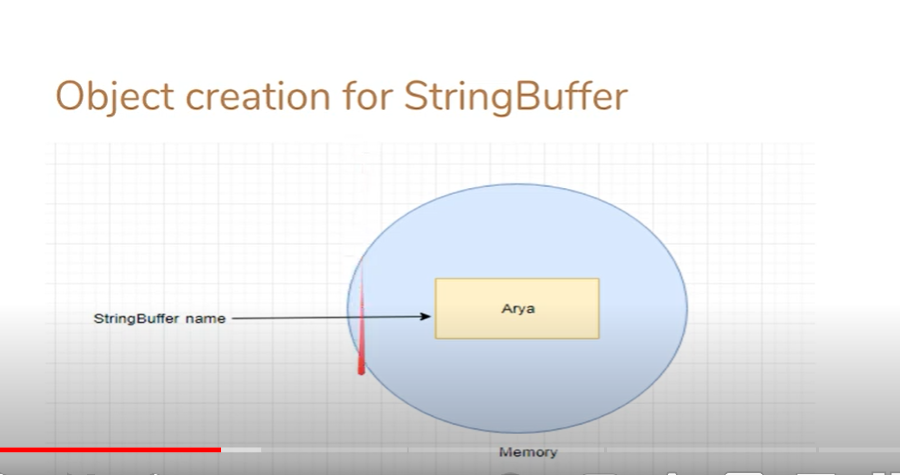 Object creation for StringBuffer
Arya
StringBuffer name
Memory